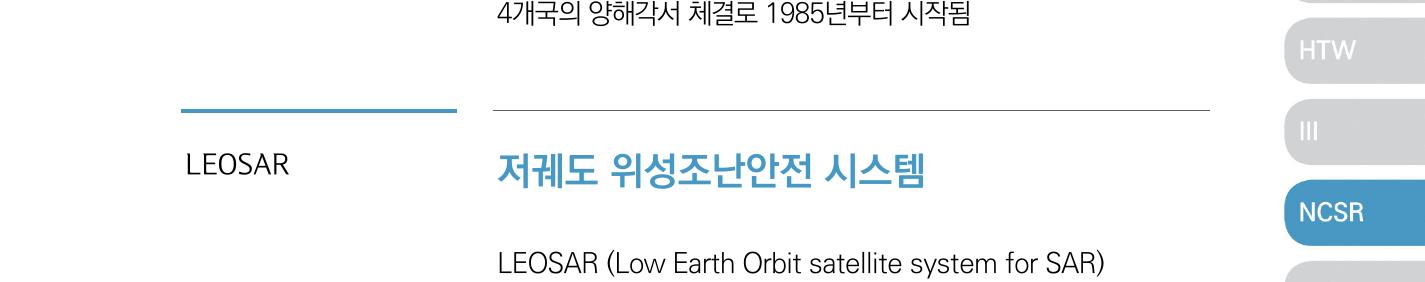 4개국의 양해각서 체결로 1985년부터 시작됨
HTW
III
LEOSAR
저궤도 위성조난안전 시스템
NCSR
LEOSAR (Low Earth Orbit satellite system for SAR)